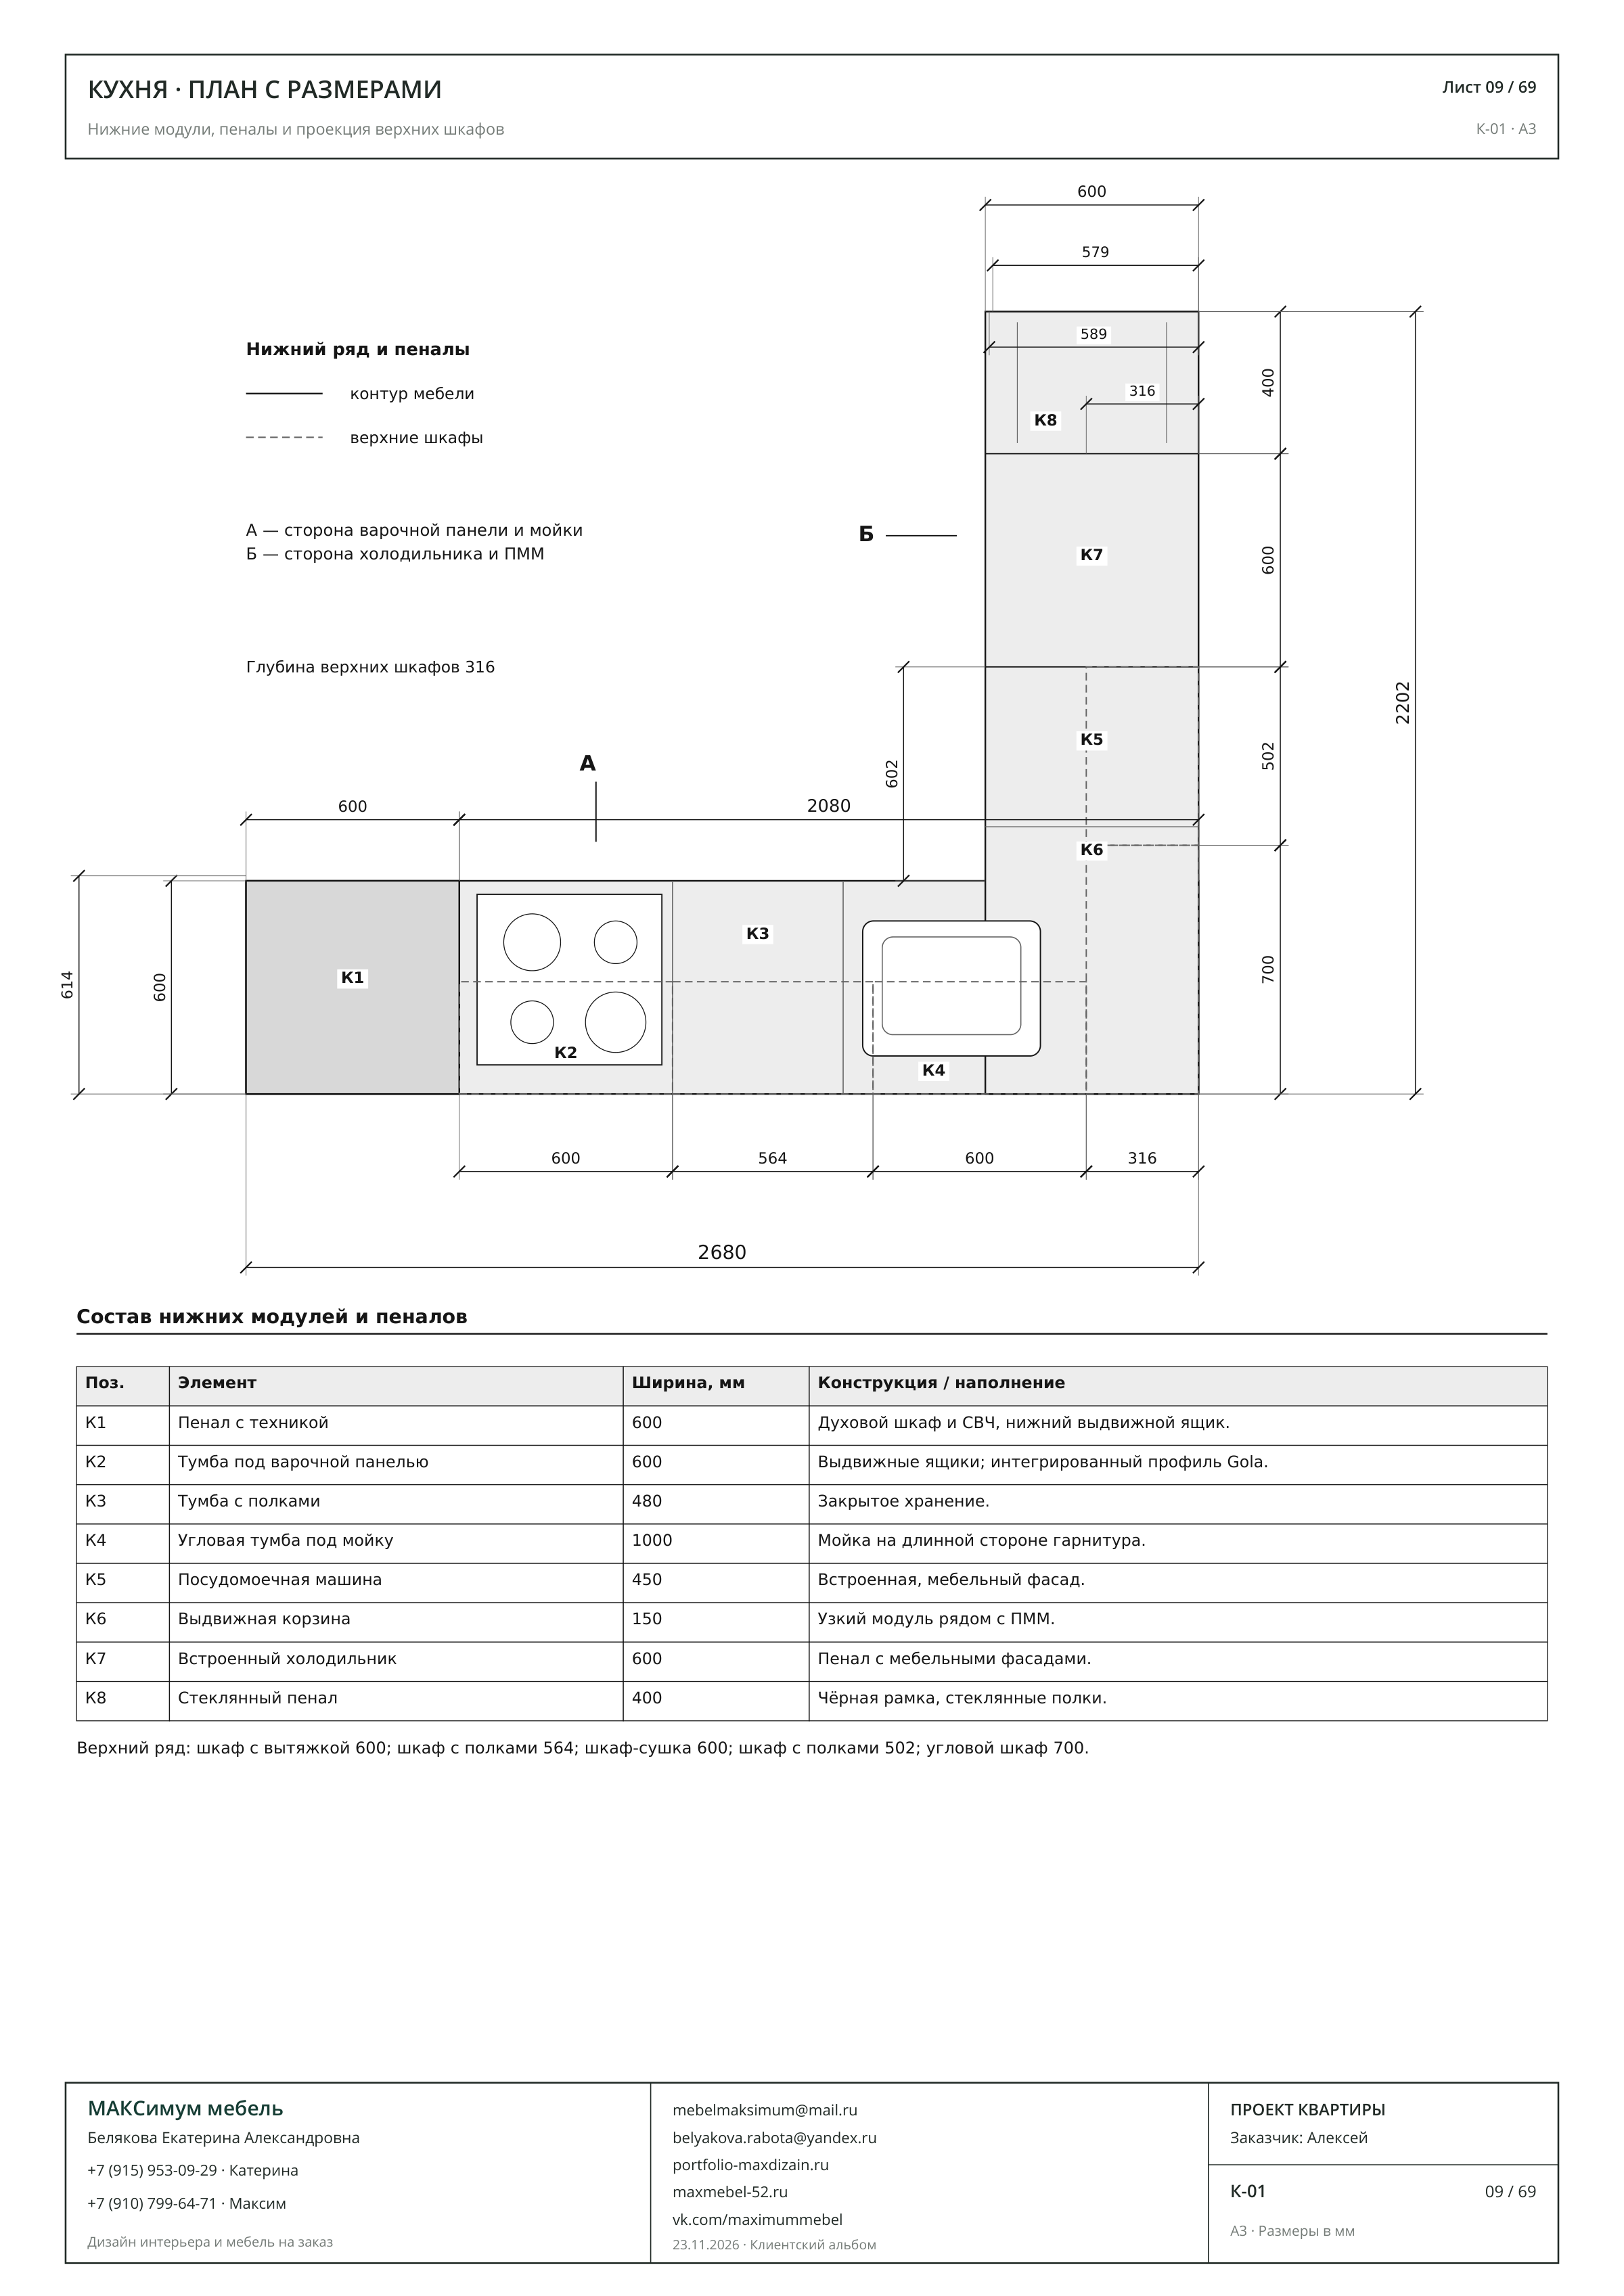 КУХНЯ · ПЛАН С РАЗМЕРАМИ
Лист 09 / 69
Нижние модули, пеналы и проекция верхних шкафов
К-01 · А3
600
579
589
316
400
К8
Нижний ряд и пеналы
контур мебели
верхние шкафы
А — сторона варочной панели и мойки
Б — сторона холодильника и ПММ
Б
К7
600
Глубина верхних шкафов 316
2202
К5
502
602
А
600
2080
К6
К3
К1
614
600
700
К2
К4
600
564
600
316
2680
Состав нижних модулей и пеналов
Поз. Элемент Ширина, мм Конструкция / наполнение
К1 Пенал с техникой 600 Духовой шкаф и СВЧ, нижний выдвижной ящик.
К2 Тумба под варочной панелью 600 Выдвижные ящики; интегрированный профиль Gola.
К3 Тумба с полками 480 Закрытое хранение.
К4 Угловая тумба под мойку 1000 Мойка на длинной стороне гарнитура.
К5 Посудомоечная машина 450 Встроенная, мебельный фасад.
К6 Выдвижная корзина 150 Узкий модуль рядом с ПММ.
К7 Встроенный холодильник 600 Пенал с мебельными фасадами.
К8 Стеклянный пенал 400 Чёрная рамка, стеклянные полки.
Верхний ряд: шкаф с вытяжкой 600; шкаф с полками 564; шкаф-сушка 600; шкаф с полками 502; угловой шкаф 700.
МАКСимум мебель
Белякова Екатерина Александровна
+7 (915) 953-09-29 · Катерина
+7 (910) 799-64-71 · Максим
Дизайн интерьера и мебель на заказ
mebelmaksimum@mail.ru
belyakova.rabota@yandex.ru
portfolio-maxdizain.ru
maxmebel-52.ru
vk.com/maximummebel
23.11.2026 · Клиентский альбом
ПРОЕКТ КВАРТИРЫ
Заказчик: Алексей
К-01
09 / 69
А3 · Размеры в мм